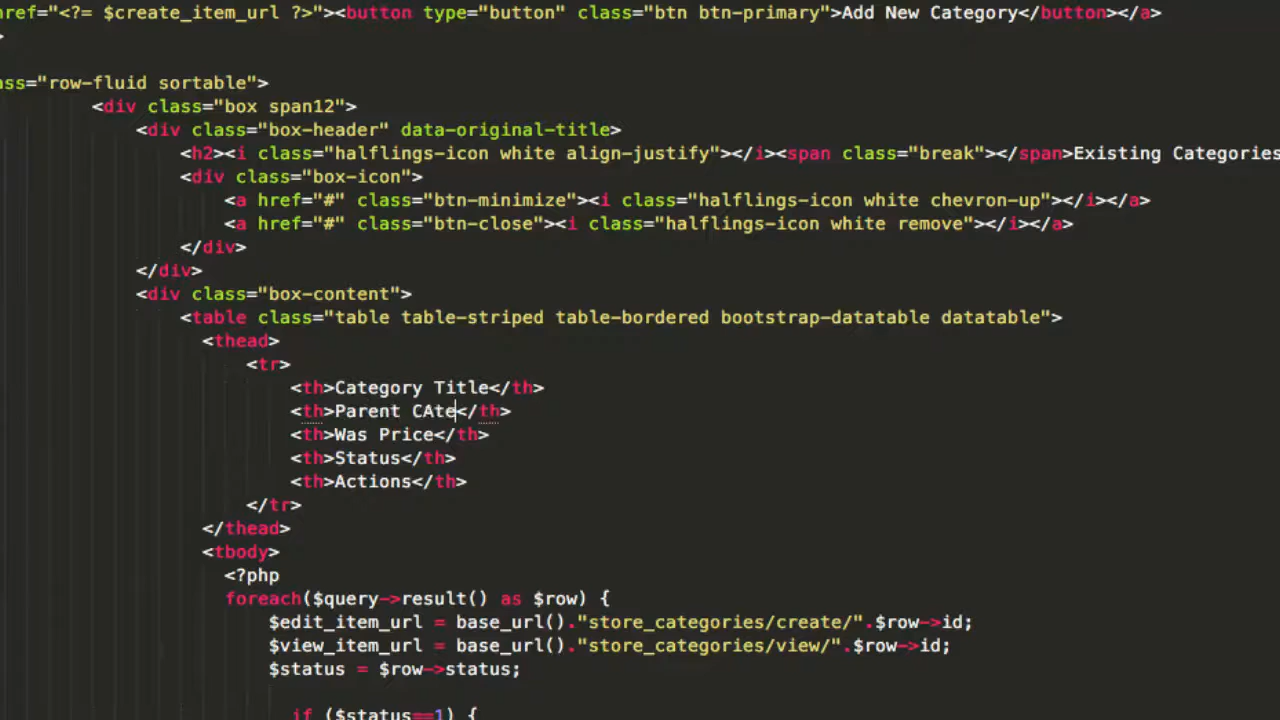 href="<?= $create_item_url ?>"><button type="button" class="btn btn-primary">Add New Category</button></a>
>
ass="row-fluid sortable">
<div class="box span12">
<div class="box-header" data-original-title>
<h2><i class="halflings-icon white align-justify"></i><span class="break"></span>Existing Categories
<div class="box-icon">
<a href="#" class="btn-minimize"><i class="halflings-icon white chevron-up"></i></a>
<a href="#" class="btn-close"><i class="halflings-icon white remove"></i></a>
</div>
</div>
<div class="box-content">
<table class="table table-striped table-bordered bootstrap-datatable datatable">
<thead>
<tr>
<th>Category Title</th>
<th>Parent CAte</th>
<th>Was Price</th>
<th>Status</th>
<th>Actions</th>
</tr>
</thead>
<tbody>
<?php
foreach($query->result() as $row) {
$edit_item_url = base_url()."store_categories/create/".$row->id;
$view_item_url = base_url()."store_categories/view/".$row->id;
$status = $row->status;
if ($status==1) {